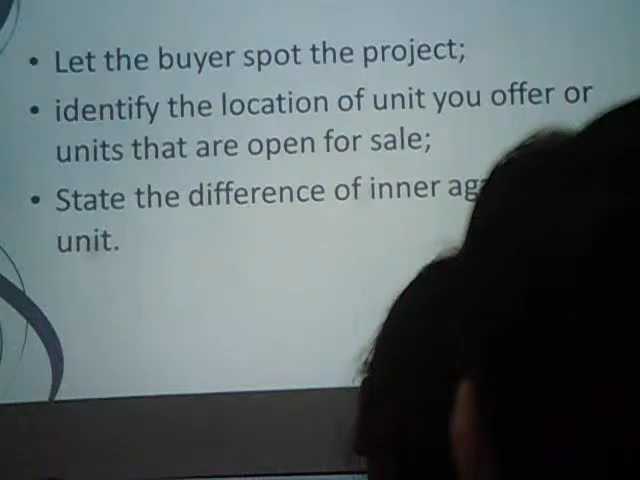 • Let the buyer spot the project;
• identify the location of unit you offer or
units that are open for sale;
• State the difference of inner
unit.